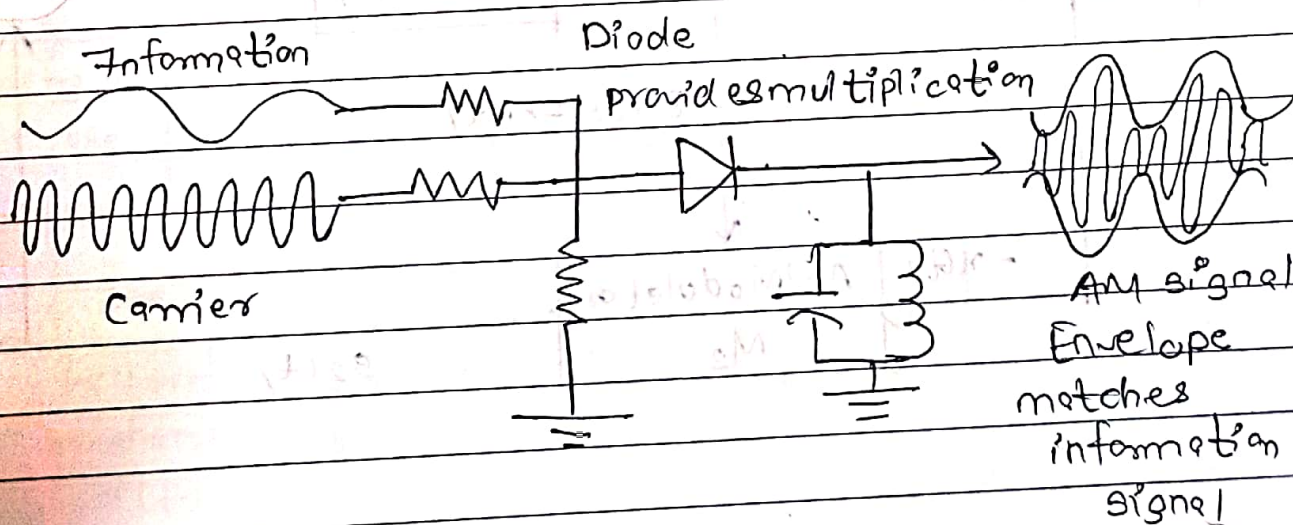 Information
Diode
provides multiplication
Carrier
AM signal
Envelope
matches
information
signal